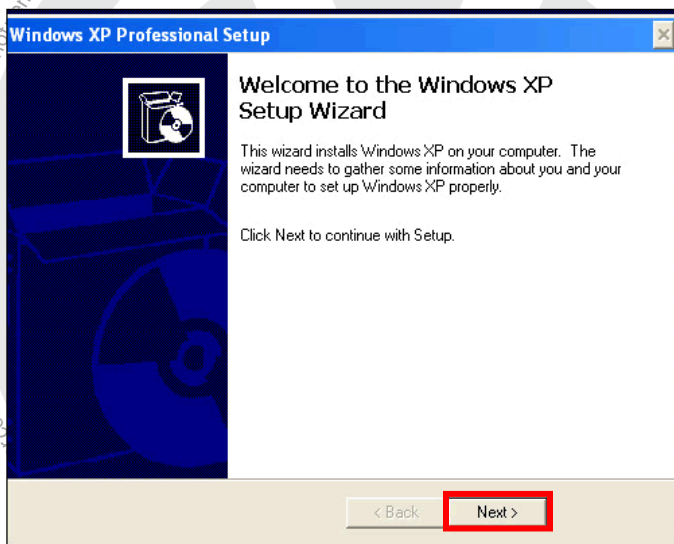 Windows XP Professional Setup
Welcome to the Windows XP
Setup Wizard
This wizard installs Windows XP on your computer. The
wizard needs to gather some information about you and your
computer to set up Windows XP properly.
Click Next to continue with Setup.
< Back
Next >